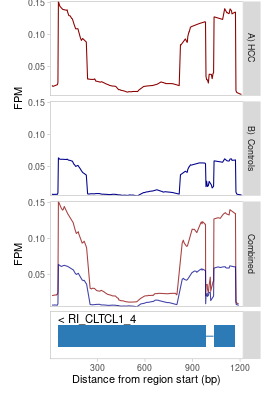 0.15
0.10
0.05
FPM
A) HCC
0.15
0.10
0.05
B) Controls
0.15
0.10
0.05
FPM
Combined
< RI_CLTCL1_4
300 600 900 1200
Distance from region start (bp)